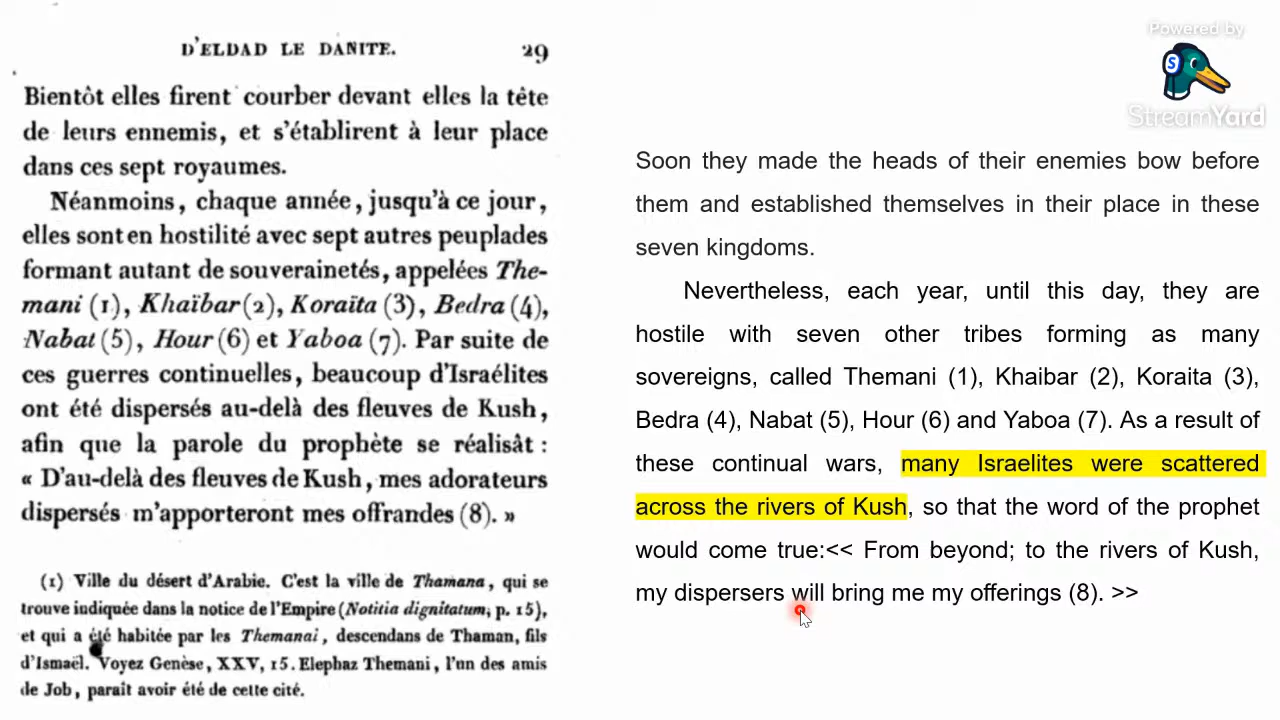 D'ELDAD LE DANITE. 29
Bientôt elles firent courber devant elles la tête
de leurs ennemis, et s'établirent à leur place
dans ces sept royaumes.
Néanmoins, chaque année, jusqu'à ce jour,
elles sont en hostilité avec sept autres peuplades
formant autant de souverainetés, appelées The-
mani (1), Khaïbar (2), Koraïta (3), Bedra (4),
Nabat (5), Hour (6) et Yaboa (7). Par suite de
ces guerres continuelles, beaucoup d'Israélites
ont été dispersés au-delà des fleuves de Kush,
afin que la parole du prophète se réalisât :
« D'au-delà des fleuves de Kush, mes adorateurs
dispersés m'apporteront mes offrandes (8). »
(1) Ville du désert d'Arabie. C'est la ville de Thamana, qui se
trouve indiquée dans la notice de l'Empire (Notitia dignitatum, p. 15),
et qui a été habitée par les Themanai, descendans de Thaman, fils
d'Ismaël. Voyez Genèse, XXV, 15. Elephaz Themani, l'un des amis
de Job, paraît avoir été de cette cité.
Powered by
S
StreamYard
Soon they made the heads of their enemies bow before
them and established themselves in their place in these
seven kingdoms.
Nevertheless, each year, until this day, they are
hostile with seven other tribes forming as many
sovereigns, called Themani (1), Khaibar (2), Koraita (3),
Bedra (4), Nabat (5), Hour (6) and Yaboa (7). As a result of
these continual wars, many Israelites were scattered
across the rivers of Kush, so that the word of the prophet
would come true:<< From beyond; to the rivers of Kush,
my dispersers will bring me my offerings (8). >>